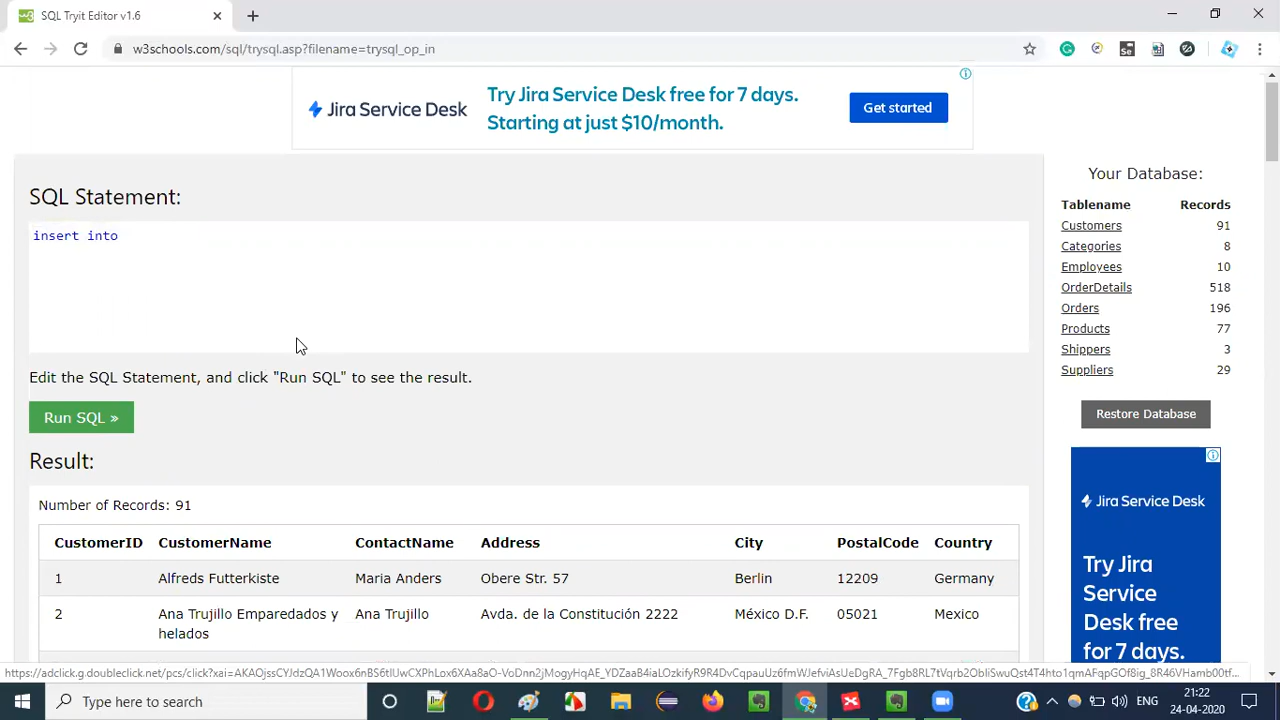 SQL Tryit Editor v1.6
w3schools.com/sql/trysql.asp?filename=trysql_op_in
Jira Service Desk
Try Jira Service Desk free for 7 days.
Starting at just $10/month.
Get started
SQL Statement:
insert into
Edit the SQL Statement, and click "Run SQL" to see the result.
Run SQL »
Result:
Number of Records: 91
CustomerID CustomerName ContactName Address City PostalCode Country
1 Alfreds Futterkiste Maria Anders Obere Str. 57 Berlin 12209 Germany
2 Ana Trujillo Emparedados y helados Ana Trujillo Avda. de la Constitución 2222 México D.F. 05021 Mexico
Your Database:
Tablename Records
Customers 91
Categories 8
Employees 10
OrderDetails 518
Orders 196
Products 77
Shippers 3
Suppliers 29
Restore Database
Jira Service Desk
Try Jira
Service
Desk free
for 7 days.
Type here to search
ENG
21:22
24-04-2020